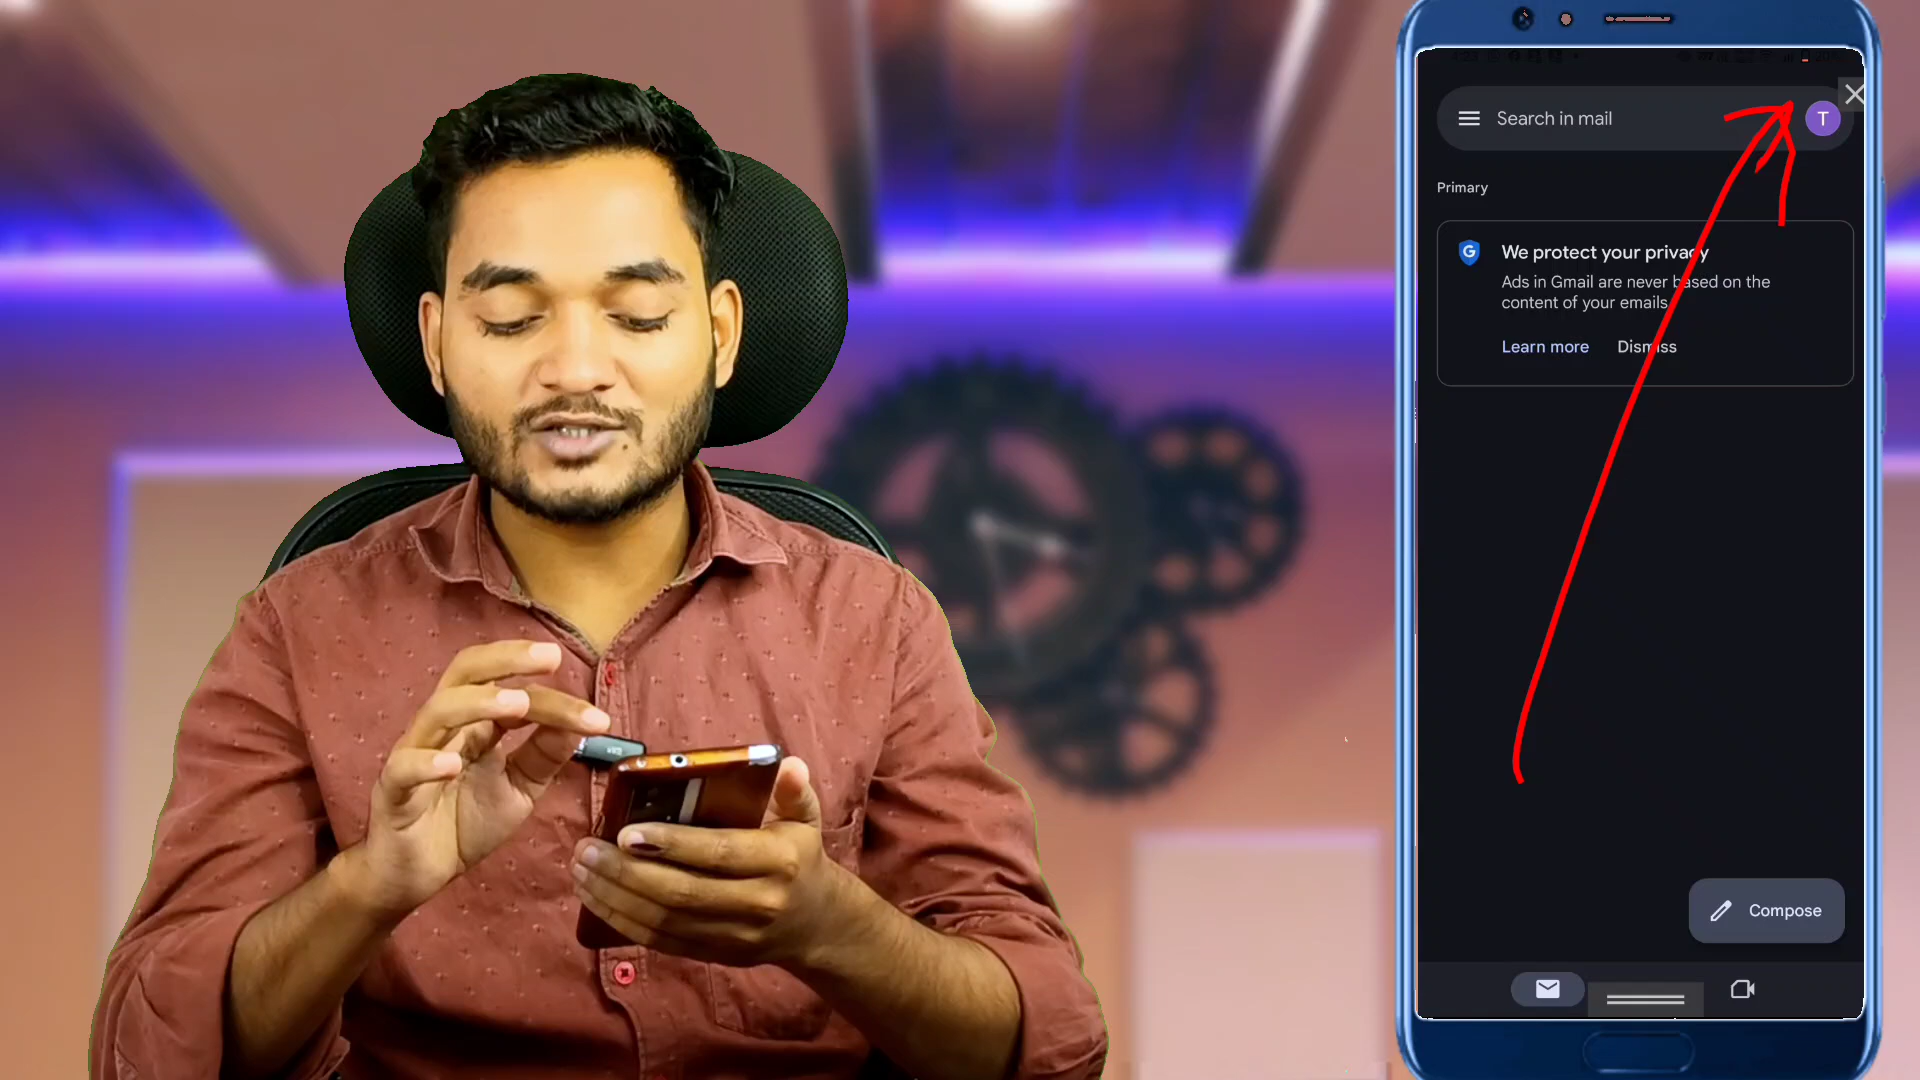 Search in mail
T
Primary
G
We protect your privacy
Ads in Gmail are never based on the
content of your emails.
Learn more Dismiss
Compose